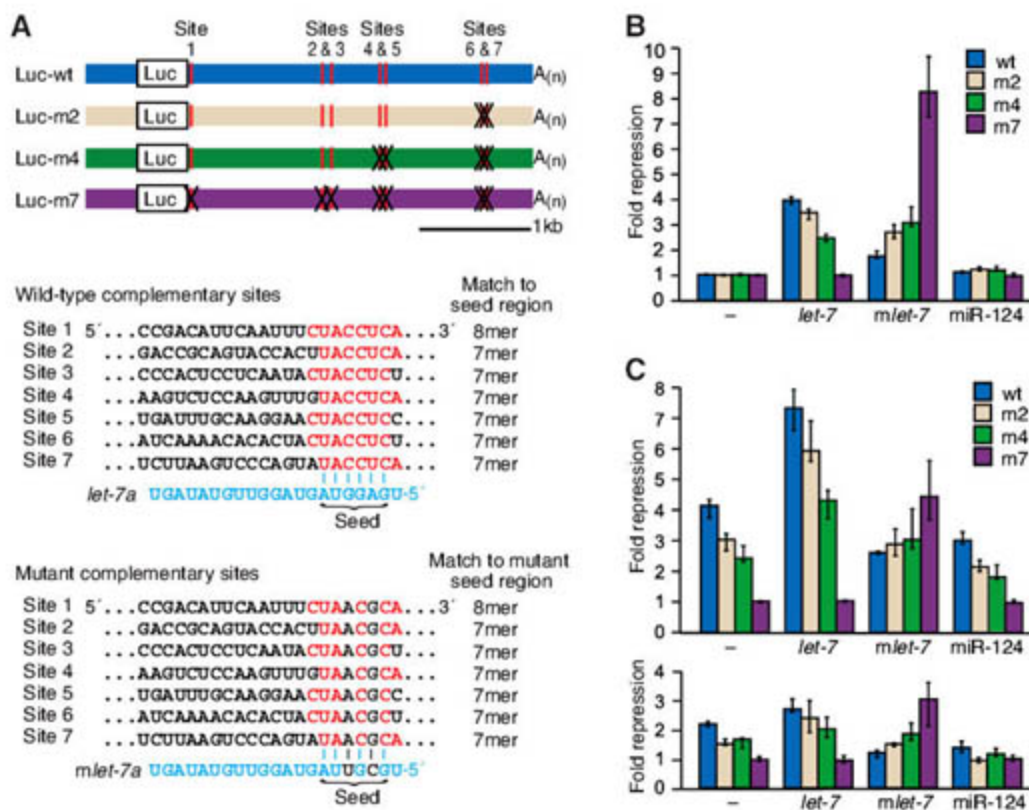 A
Site
1
Sites
2 & 3
Sites
4 & 5
Sites
6 & 7
Luc-wt Luc A(n)
Luc-m2 Luc A(n)
Luc-m4 Luc A(n)
Luc-m7 Luc A(n)
1kb
Wild-type complementary sites
Match to
seed region
Site 1 5´ ...CCGACAUUCAAUUUCUACCUCA... 3´ 8mer
Site 2 ...GACCGCAGUACCACUUACCUCA... 7mer
Site 3 ...CCCACUCCUCAAUACUACCUCU... 7mer
Site 4 ...AAGUCUCCAAGUUUGUACCUCA... 7mer
Site 5 ...UGAUUUGCAAGGAACUACCUCC... 7mer
Site 6 ...AUCAAAACACACUACUACCUCU... 7mer
Site 7 ...UCUUAAGUCCCAGUAUACCUCA... 7mer
let-7a UGAUAUGUUGGAUGAUGGAGU-5´
Seed
Mutant complementary sites
Match to mutant
seed region
Site 1 5´ ...CCGACAUUCAAUUUCUAACGCA... 3´ 8mer
Site 2 ...GACCGCAGUACCACUUAACGCA... 7mer
Site 3 ...CCCACUCCUCAAUACUAACGCU... 7mer
Site 4 ...AAGUCUCCAAGUUUGUAACGCA... 7mer
Site 5 ...UGAUUUGCAAGGAACUAACGCC... 7mer
Site 6 ...AUCAAAACACACUACUAACGCU... 7mer
Site 7 ...UCUUAAGUCCCAGUAUAACGCA... 7mer
mlet-7a UGAUAUGUUGGAUGAUUGCGU-5´
Seed
B
Fold repression
10
9
8
7
6
5
4
3
2
1
0
wt
m2
m4
m7
– let-7 mlet-7 miR-124
C
Fold repression
8
7
6
5
4
3
2
1
0
wt
m2
m4
m7
– let-7 mlet-7 miR-124
Fold repression
4
3
2
1
0
– let-7 mlet-7 miR-124